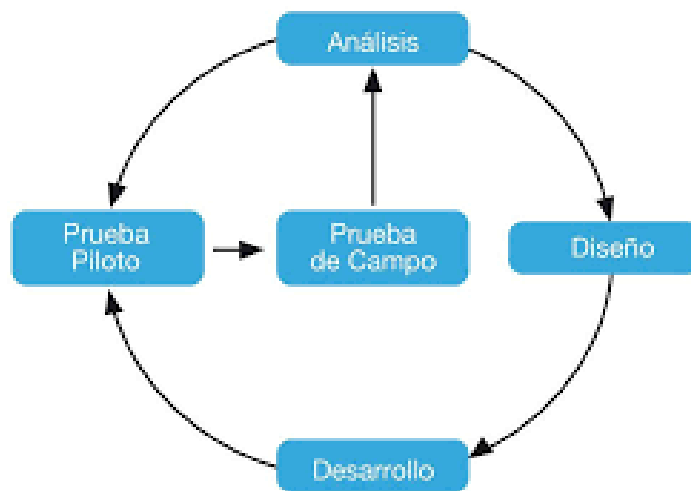 Análisis
Prueba
Piloto
Prueba
de Campo
Diseño
Desarrollo